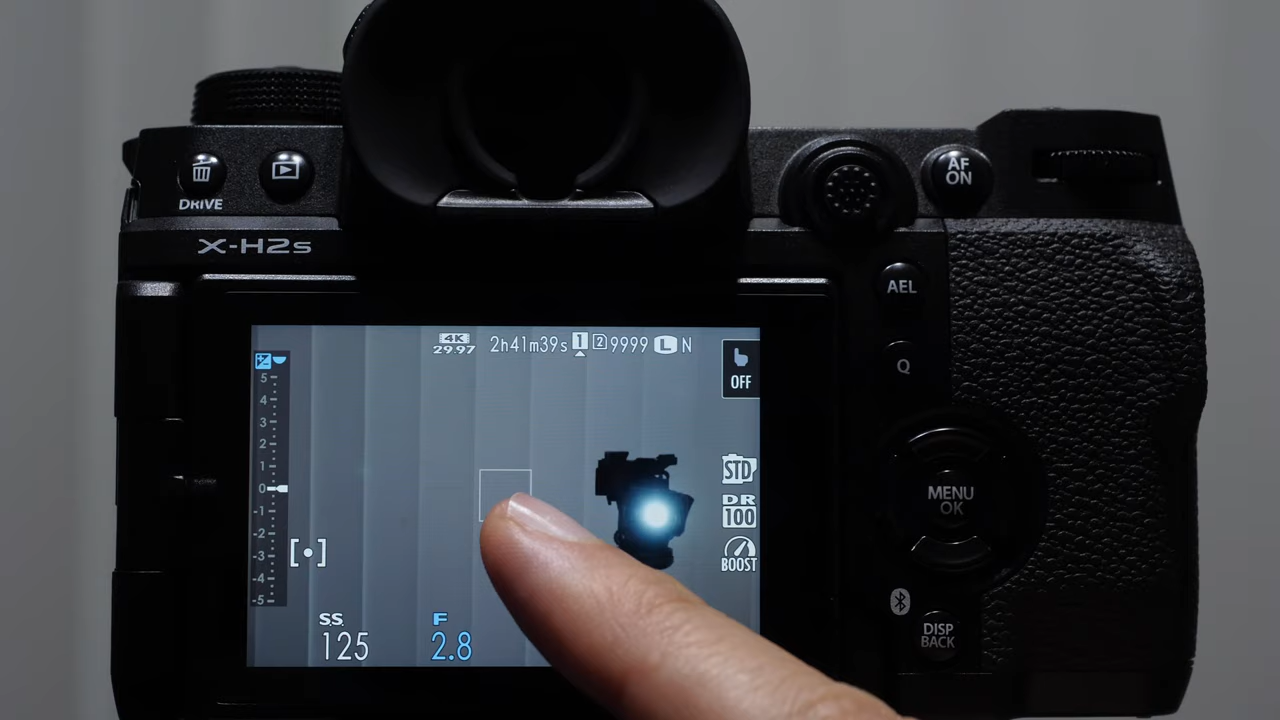 DRIVE
AF
ON
X-H2S
AEL
Q
4K
29.97
2h41m39s 1 2 9999 L N
OFF
5
4
3
2
1
0
-1
-2
-3
-4
-5
STD
DR
100
BOOST
SS
125
F
2.8
MENU
OK
DISP
BACK